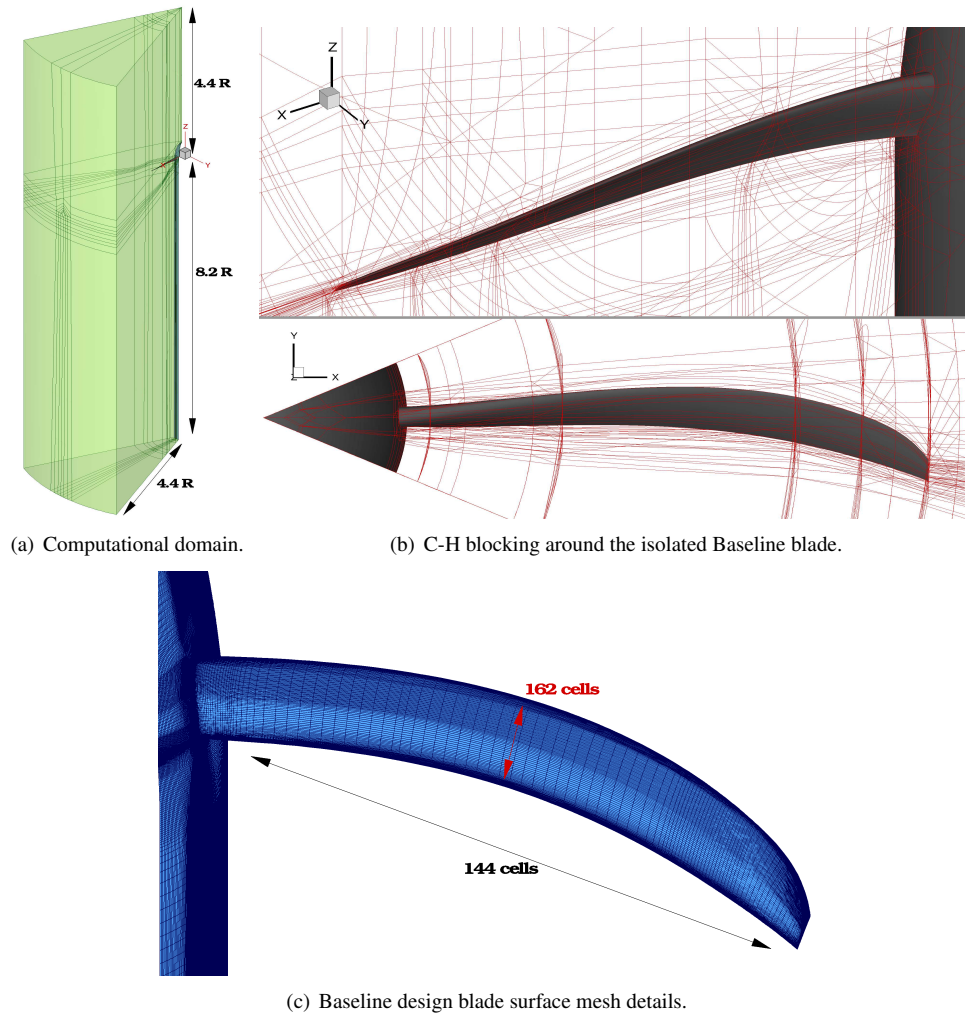 4.4 R
Z
X
Y
8.2 R
4.4 R
Z
X
Y
Y
Z
X
(a) Computational domain.
(b) C-H blocking around the isolated Baseline blade.
162 cells
144 cells
(c) Baseline design blade surface mesh details.